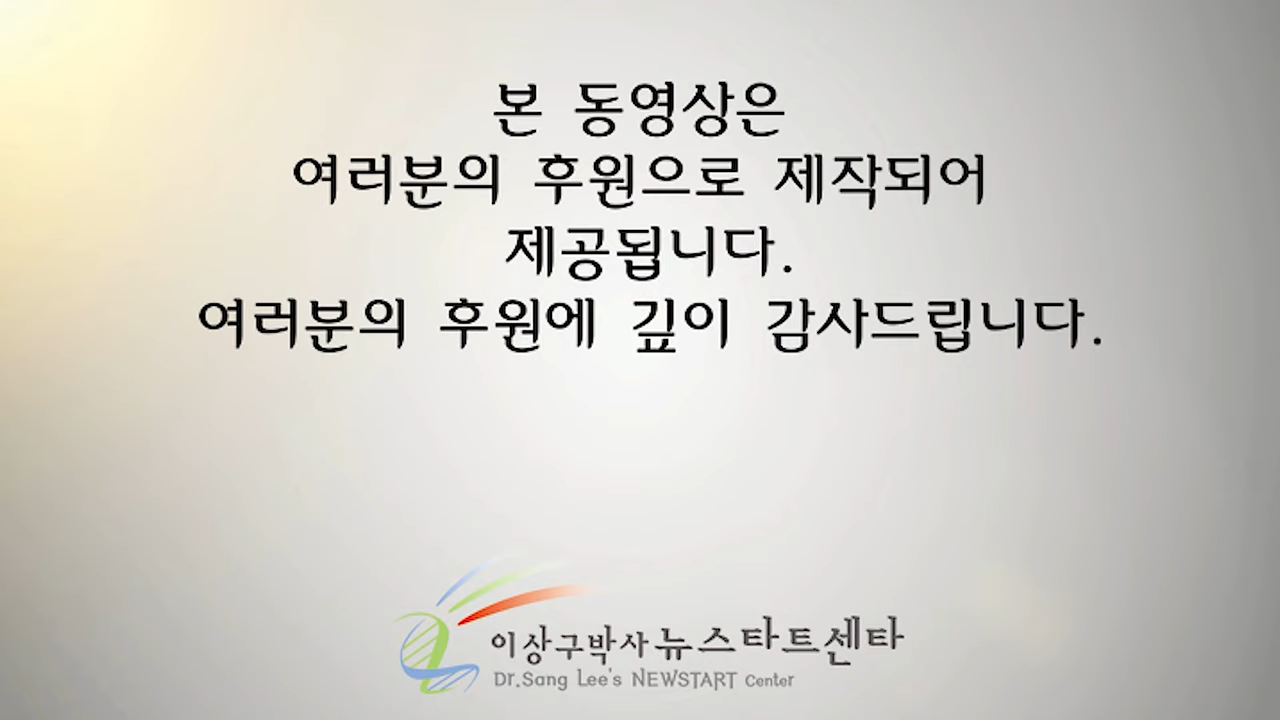 본 동영상은
여러분의 후원으로 제작되어
제공됩니다.
여러분의 후원에 깊이 감사드립니다.
이상구박사 뉴스타트센타
Dr.Sang Lee's NEWSTART Center